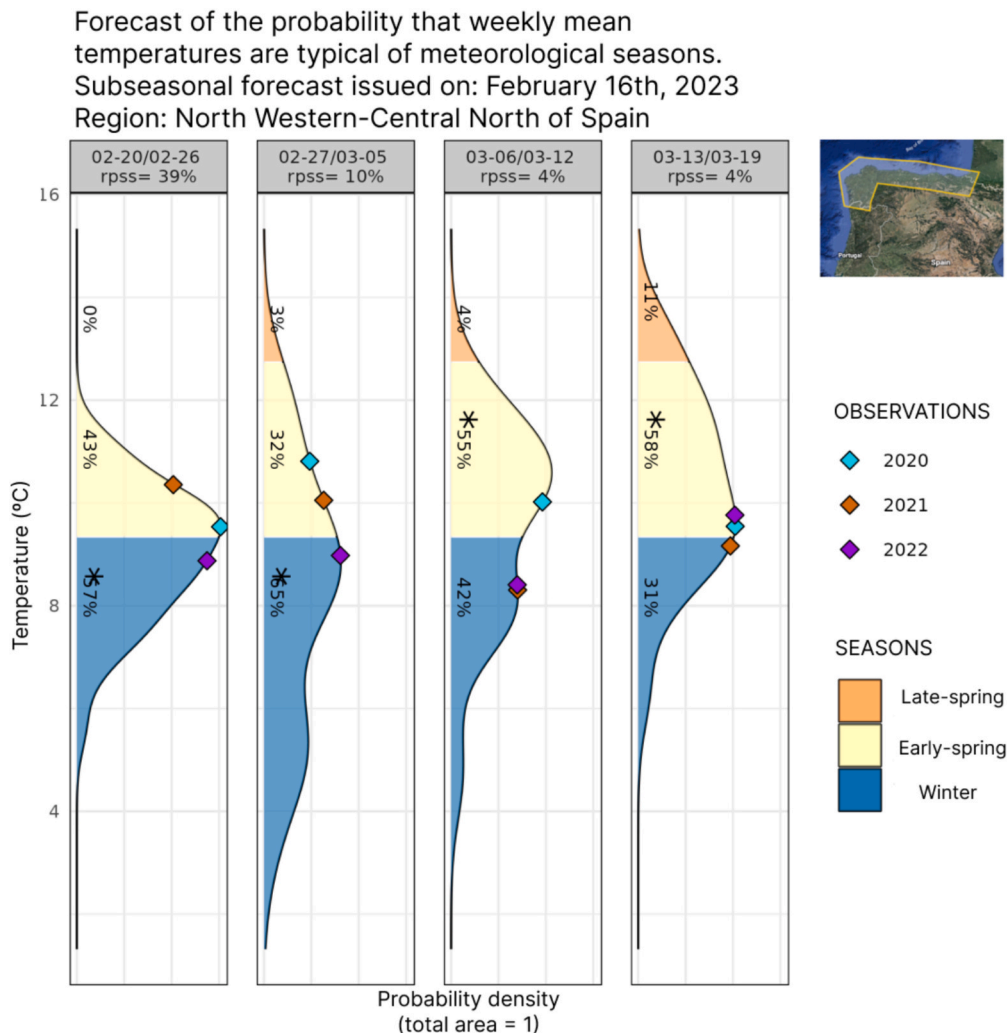 Forecast of the probability that weekly mean
temperatures are typical of meteorological seasons.
Subseasonal forecast issued on: February 16th, 2023
Region: North Western-Central North of Spain
02-20/02-26
rpss= 39%
02-27/03-05
rpss= 10%
03-06/03-12
rpss= 4%
03-13/03-19
rpss= 4%
16
12
8
4
Temperature (ºC)
0%
43%
57%
3%
32%
65%
4%
55%
42%
11%
58%
31%
Probability density
(total area = 1)
Portugal
Spain
OBSERVATIONS
2020
2021
2022
SEASONS
Late-spring
Early-spring
Winter